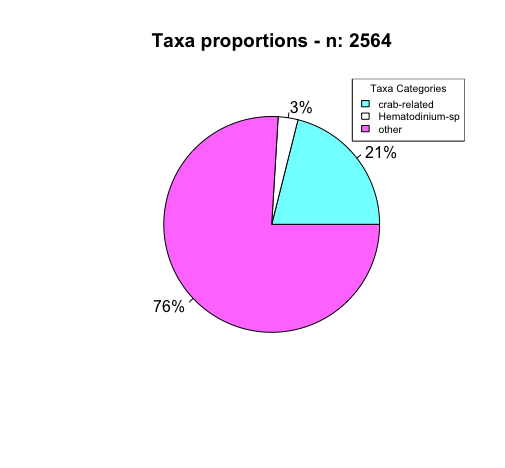 Taxa proportions - n: 2564
Taxa Categories
crab-related
Hematodinium-sp
other
3%
21%
76%